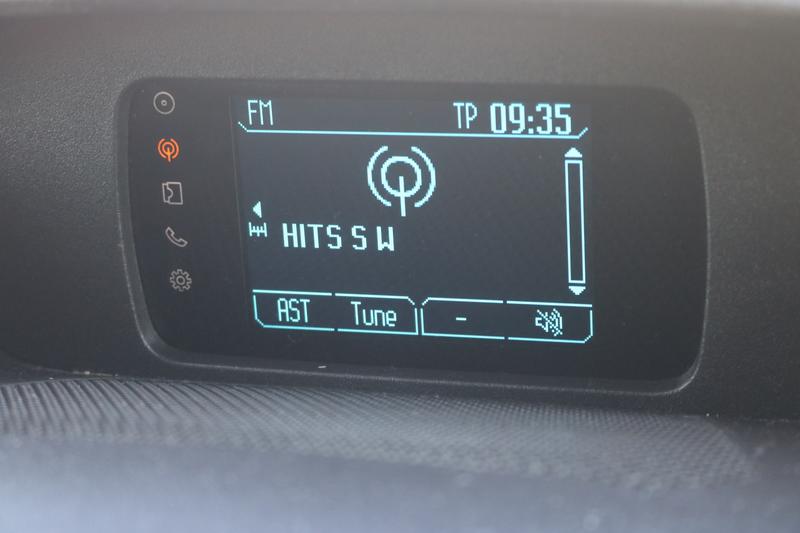 FM TP 09:35
HITS S W
AST Tune -